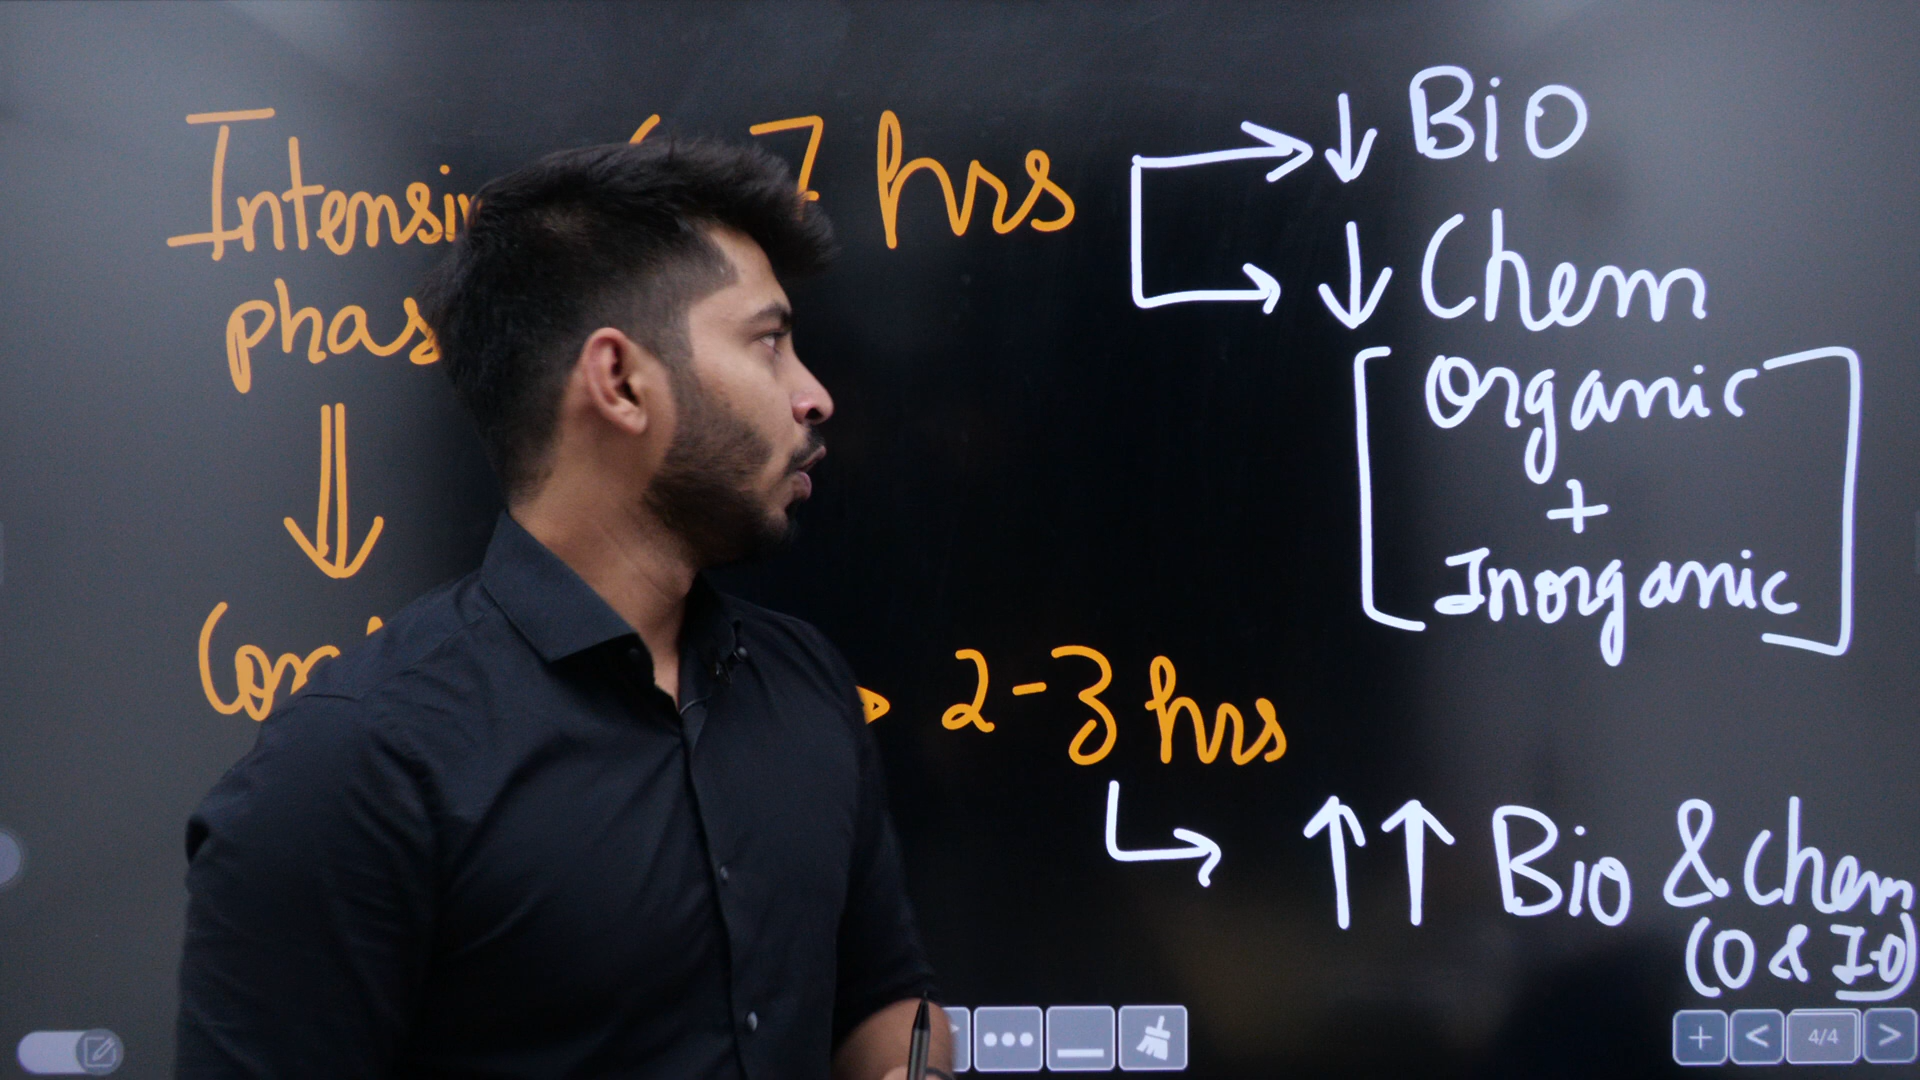 Intensi 7 hrs
phas
↓ Bio
↓ Chem
[Organic
+
Inorganic]
2-3 hrs
↑↑ Bio & Chem
(O & I.O)
4/4